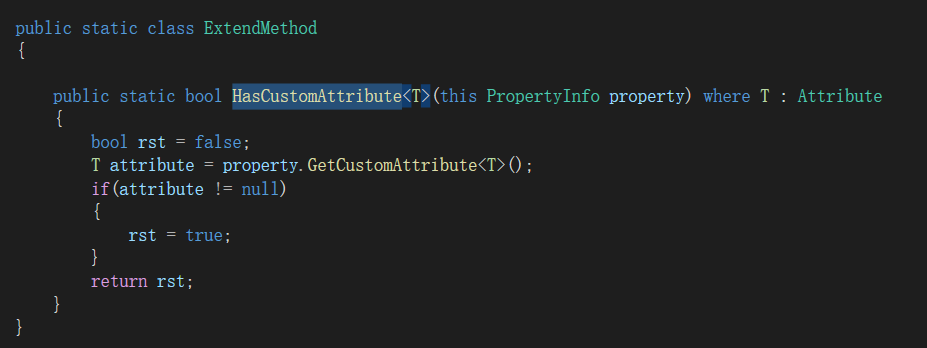 public static class ExtendMethod
{
public static bool HasCustomAttribute<T>(this PropertyInfo property) where T : Attribute
{
bool rst = false;
T attribute = property.GetCustomAttribute<T>();
if(attribute != null)
{
rst = true;
}
return rst;
}
}